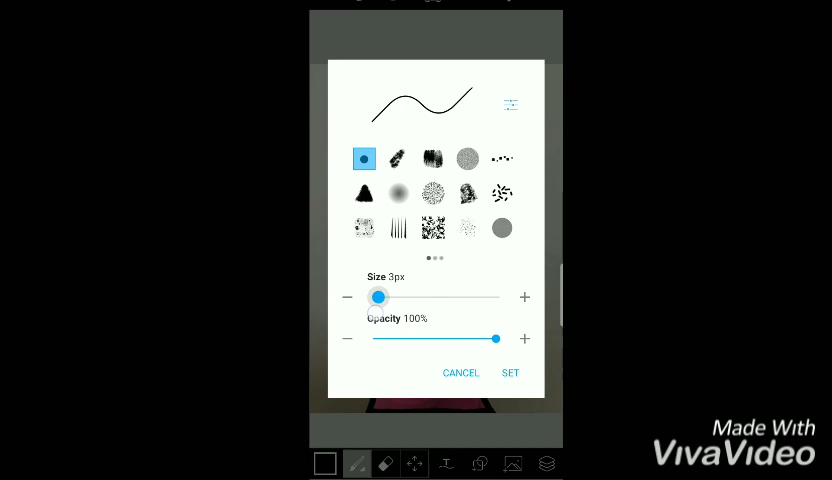 Size 3px
Opacity 100%
CANCEL SET
Made With
VivaVideo